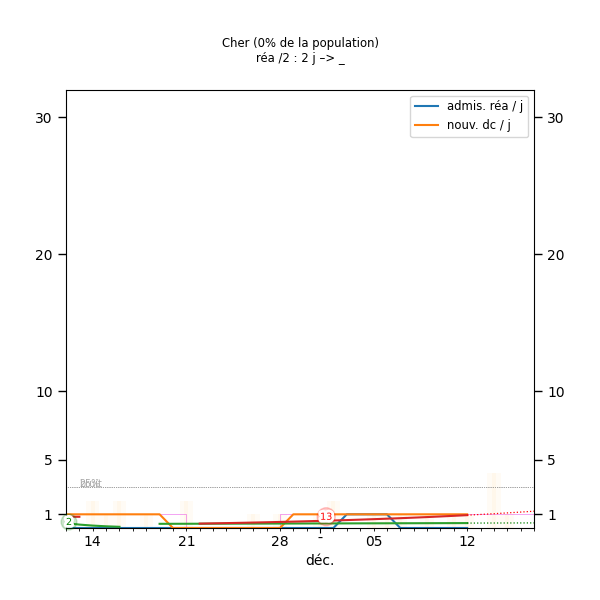 Cher (0% de la population)
réa /2 : 2 j –> _
admis. réa / j
nouv. dc / j
30 30
20 20
10 10
5 5
1 1
2
13
14 21 28 - 05 12
déc.